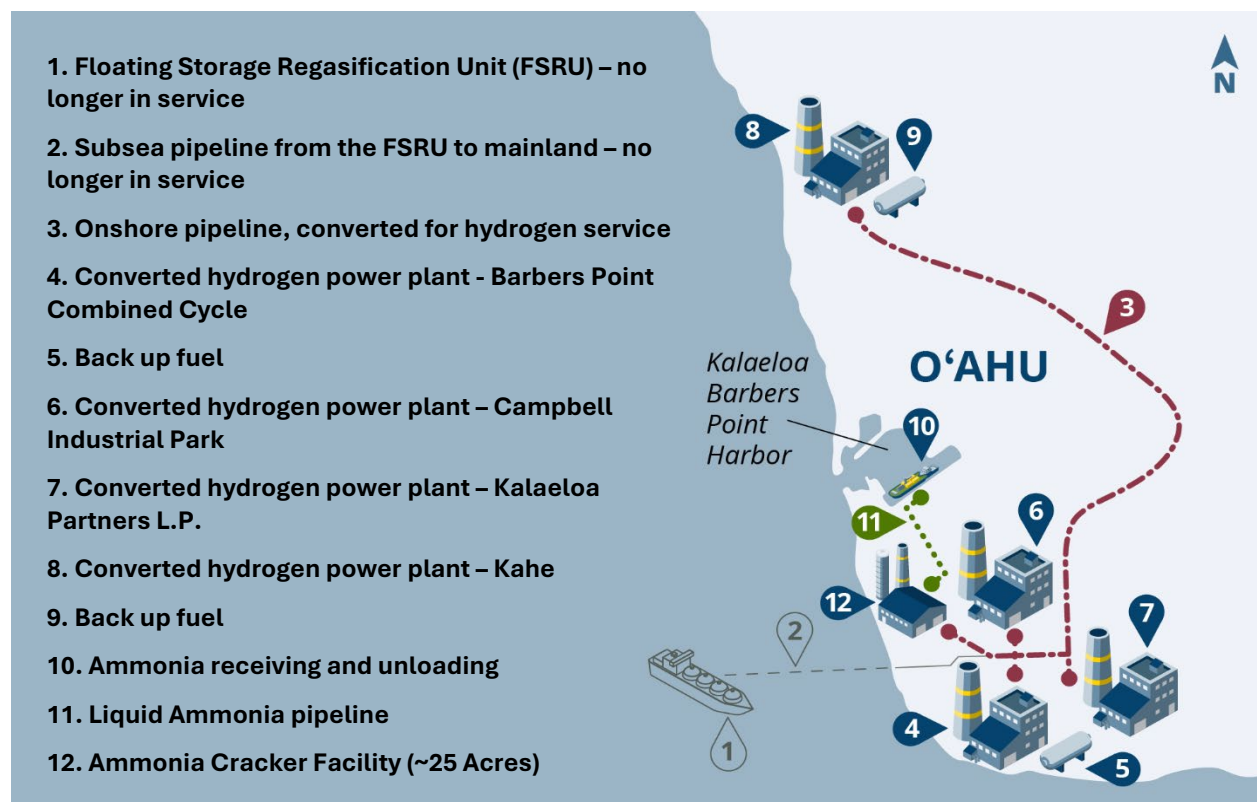 1. Floating Storage Regasification Unit (FSRU) – no
longer in service
2. Subsea pipeline from the FSRU to mainland – no
longer in service
3. Onshore pipeline, converted for hydrogen service
4. Converted hydrogen power plant - Barbers Point
Combined Cycle
5. Back up fuel
6. Converted hydrogen power plant – Campbell
Industrial Park
7. Converted hydrogen power plant – Kalaeloa
Partners L.P.
8. Converted hydrogen power plant – Kahe
9. Back up fuel
10. Ammonia receiving and unloading
11. Liquid Ammonia pipeline
12. Ammonia Cracker Facility (~25 Acres)
N
8
9
3
OʻAHU
Kalaeloa
Barbers
Point
Harbor
10
11
6
12
7
2
4
1
5